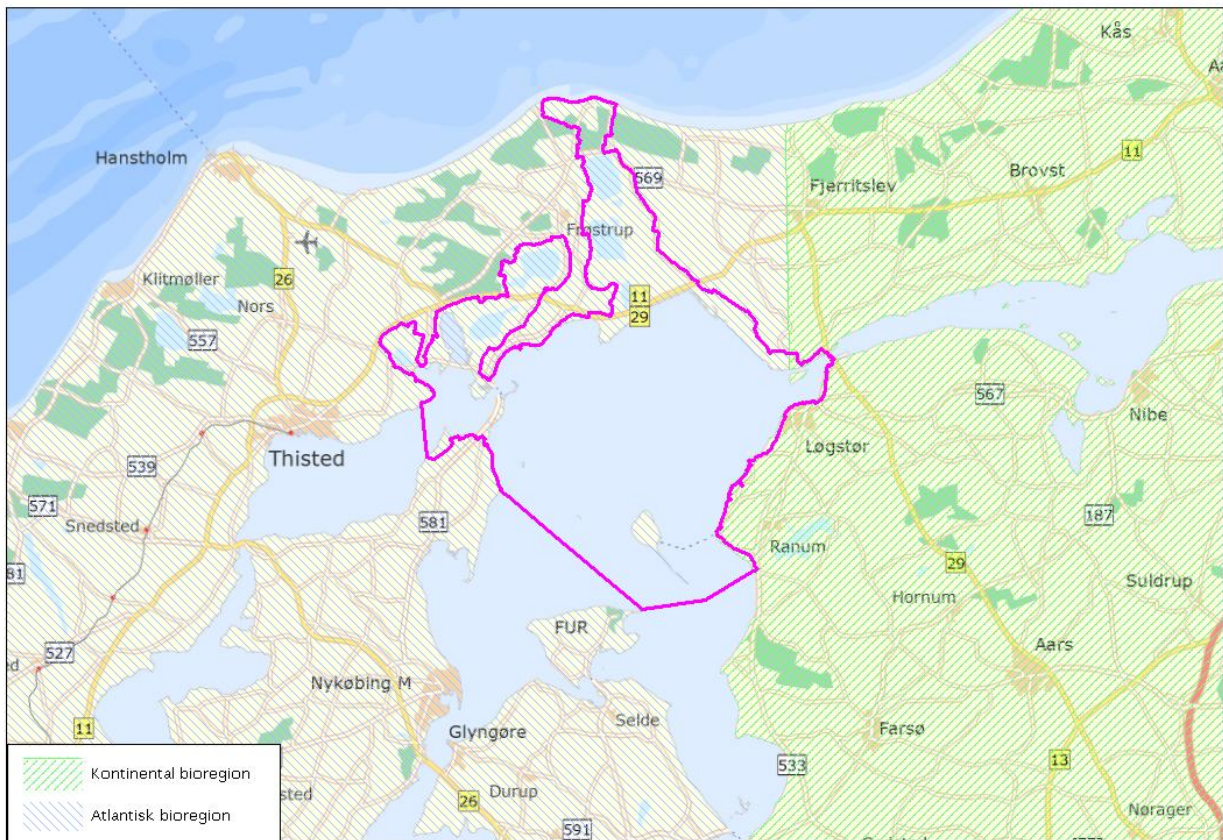 Kås
Hanstholm
11
569
Brovst
Fjerritslev
Frøstrup
Klitmøller
26
Nors
11
29
557
567
Nibe
Løgstør
Thisted
539
571
581
187
Snedsted
Ranum
29
Suldrup
81
Hornum
FUR
527
Aars
Nykøbing M
Selde
11
Glyngøre
Farsø
533
13
Kontinental bioregion
Durup
26
Nørager
Atlantisk bioregion
591